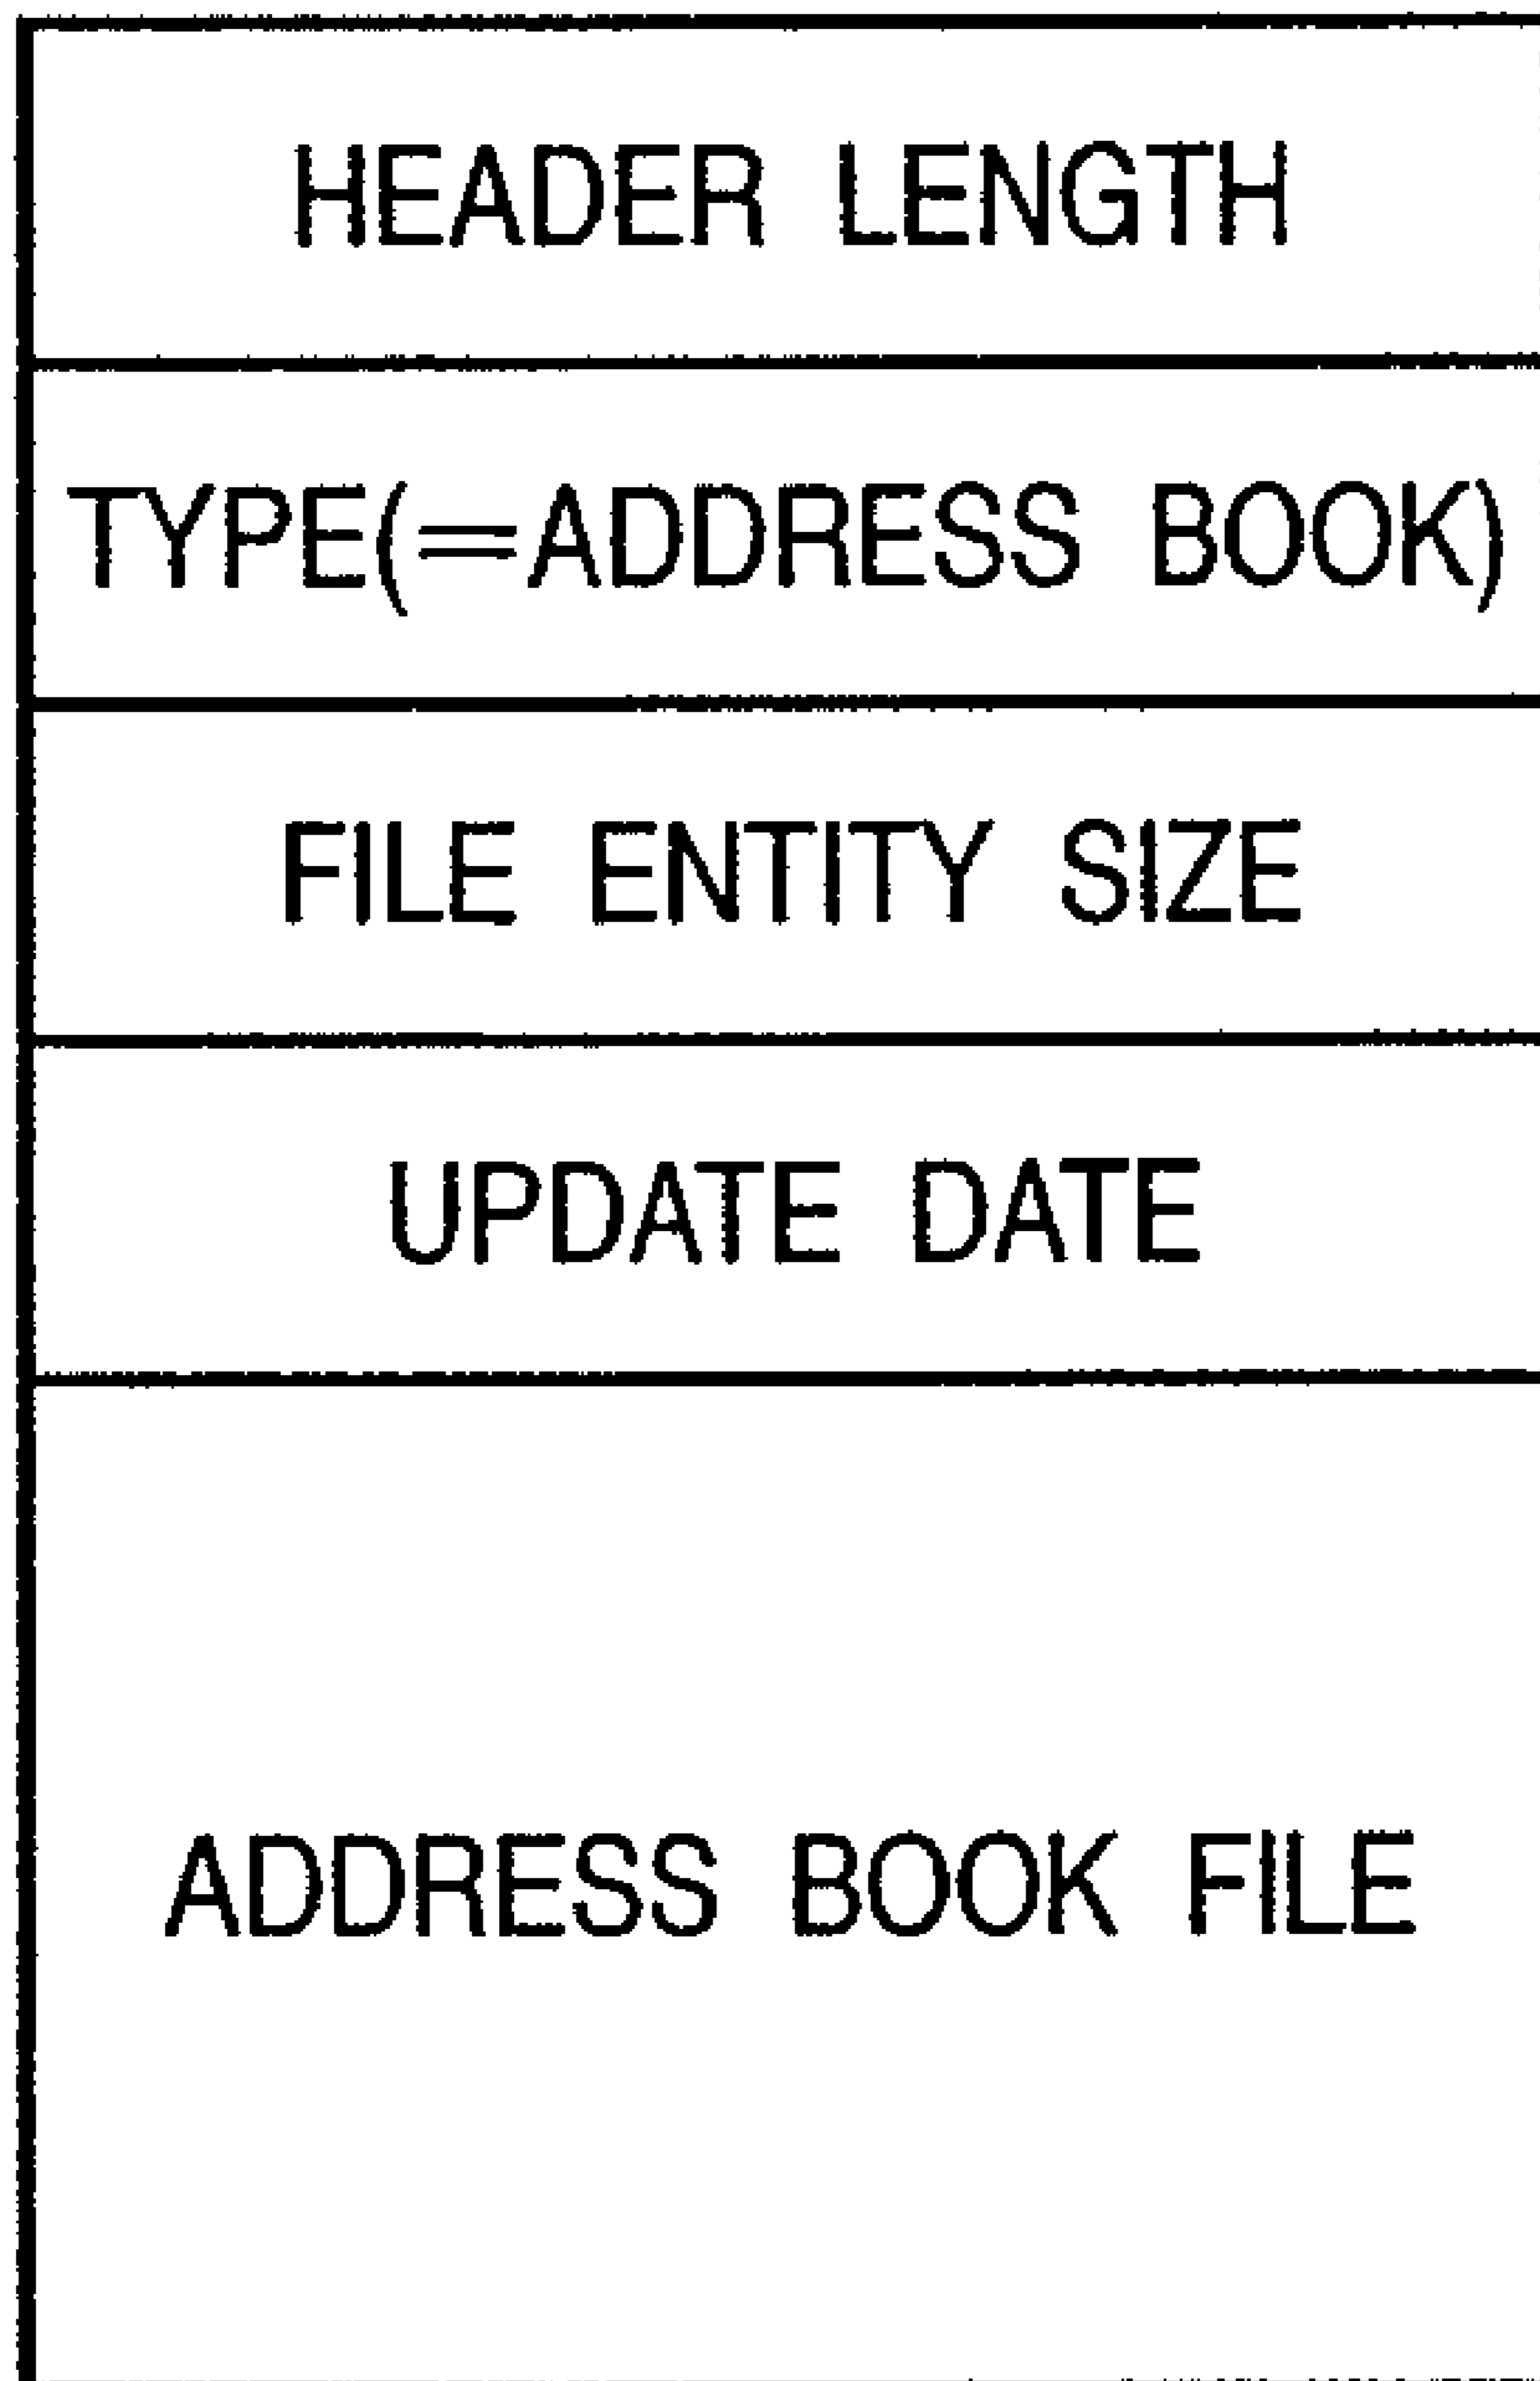 HEADER LENGTH
TYPE(=ADDRESS BOOK)
FILE ENTITY SIZE
UPDATE DATE
ADDRESS BOOK FILE